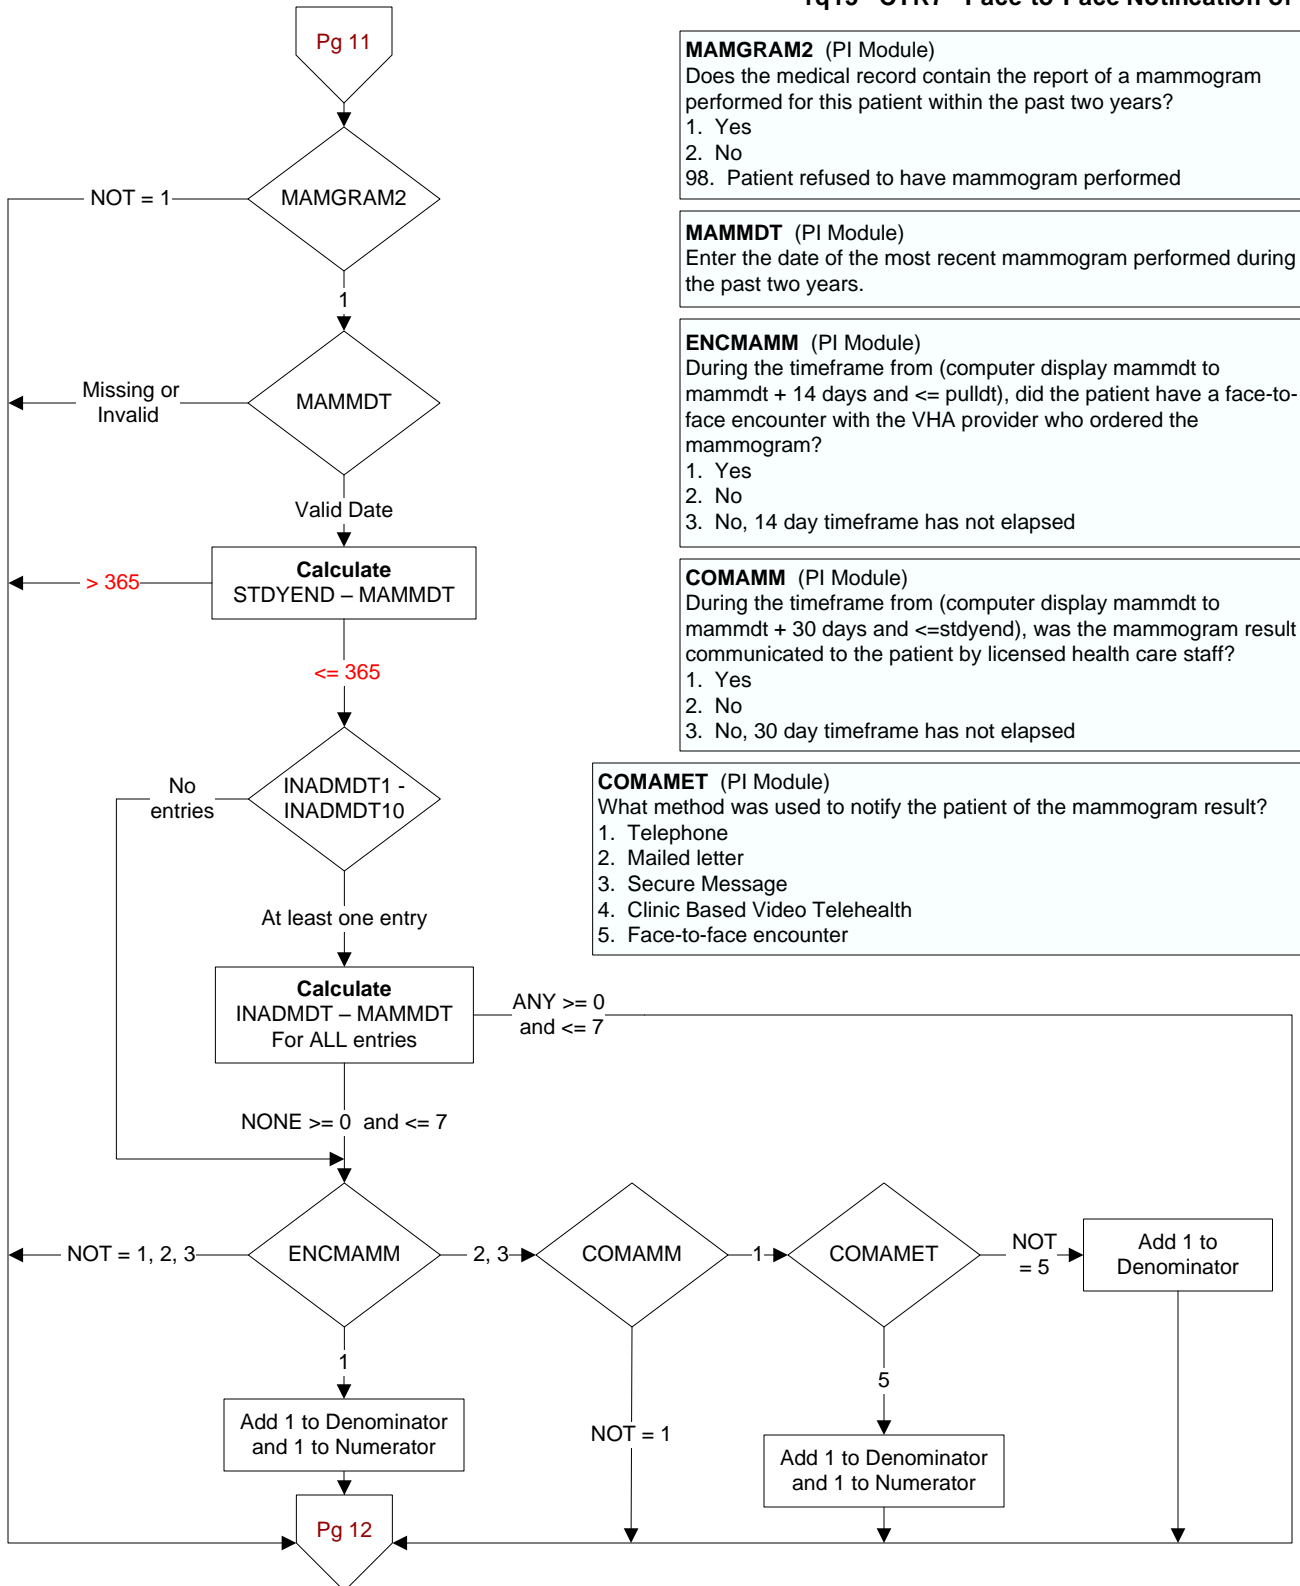 1q19 - CTR7 - Face-to-Face Notification of
Pg 11
MAMGRAM2 (PI Module)
Does the medical record contain the report of a mammogram
performed for this patient within the past two years?
1. Yes
2. No
98. Patient refused to have mammogram performed
NOT = 1
MAMGRAM2
1
MAMMDT (PI Module)
Enter the date of the most recent mammogram performed during
the past two years.
Missing or
Invalid
MAMMDT
Valid Date
ENCMAMM (PI Module)
During the timeframe from (computer display mammdt to
mammdt + 14 days and <= pulldt), did the patient have a face-to-
face encounter with the VHA provider who ordered the
mammogram?
1. Yes
2. No
3. No, 14 day timeframe has not elapsed
> 365
Calculate
STDYEND – MAMMDT
<= 365
COMAMM (PI Module)
During the timeframe from (computer display mammdt to
mammdt + 30 days and <=stdyend), was the mammogram result
communicated to the patient by licensed health care staff?
1. Yes
2. No
3. No, 30 day timeframe has not elapsed
No
entries
INADMDT1 -
INADMDT10
At least one entry
COMAMET (PI Module)
What method was used to notify the patient of the mammogram result?
1. Telephone
2. Mailed letter
3. Secure Message
4. Clinic Based Video Telehealth
5. Face-to-face encounter
Calculate
INADMDT – MAMMDT
For ALL entries
ANY >= 0
and <= 7
NONE >= 0 and <= 7
NOT = 1, 2, 3
ENCMAMM
2, 3
COMAMM
1
COMAMET
NOT
= 5
Add 1 to
Denominator
1
5
NOT = 1
Add 1 to Denominator
and 1 to Numerator
Add 1 to Denominator
and 1 to Numerator
Pg 12